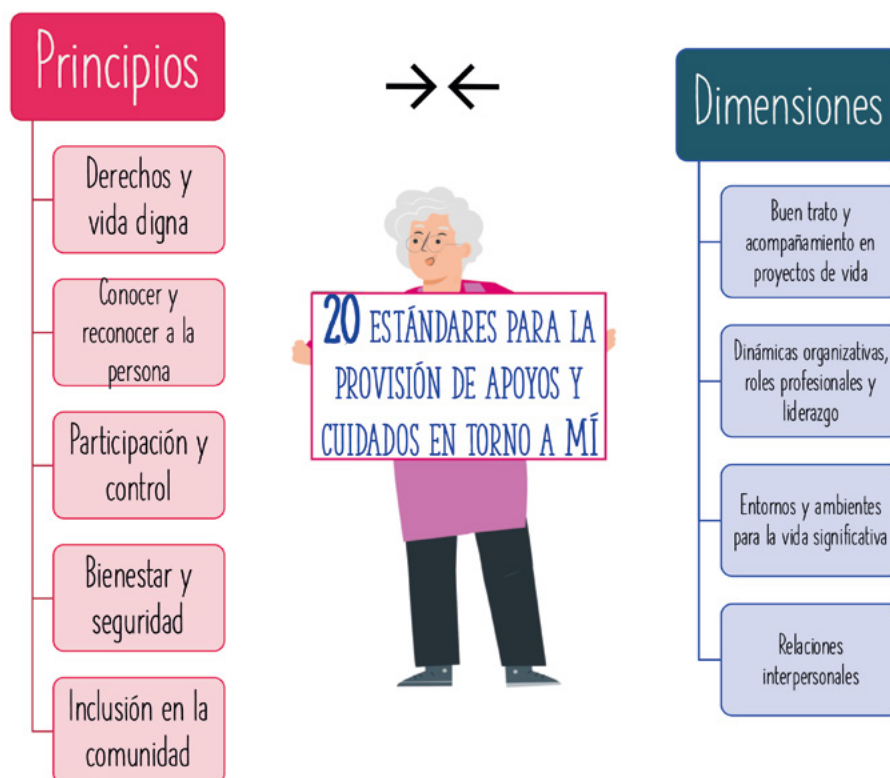 Principios
Derechos y
vida digna
Conocer y
reconocer a la
persona
Participación y
control
Bienestar y
seguridad
Inclusión en la
comunidad
20 ESTÁNDARES PARA LA
PROVISIÓN DE APOYOS Y
CUIDADOS EN TORNO A MÍ
Dimensiones
Buen trato y
acompañamiento en
proyectos de vida
Dinámicas organizativas,
roles profesionales y
liderazgo
Entornos y ambientes
para la vida significativa
Relaciones
interpersonales